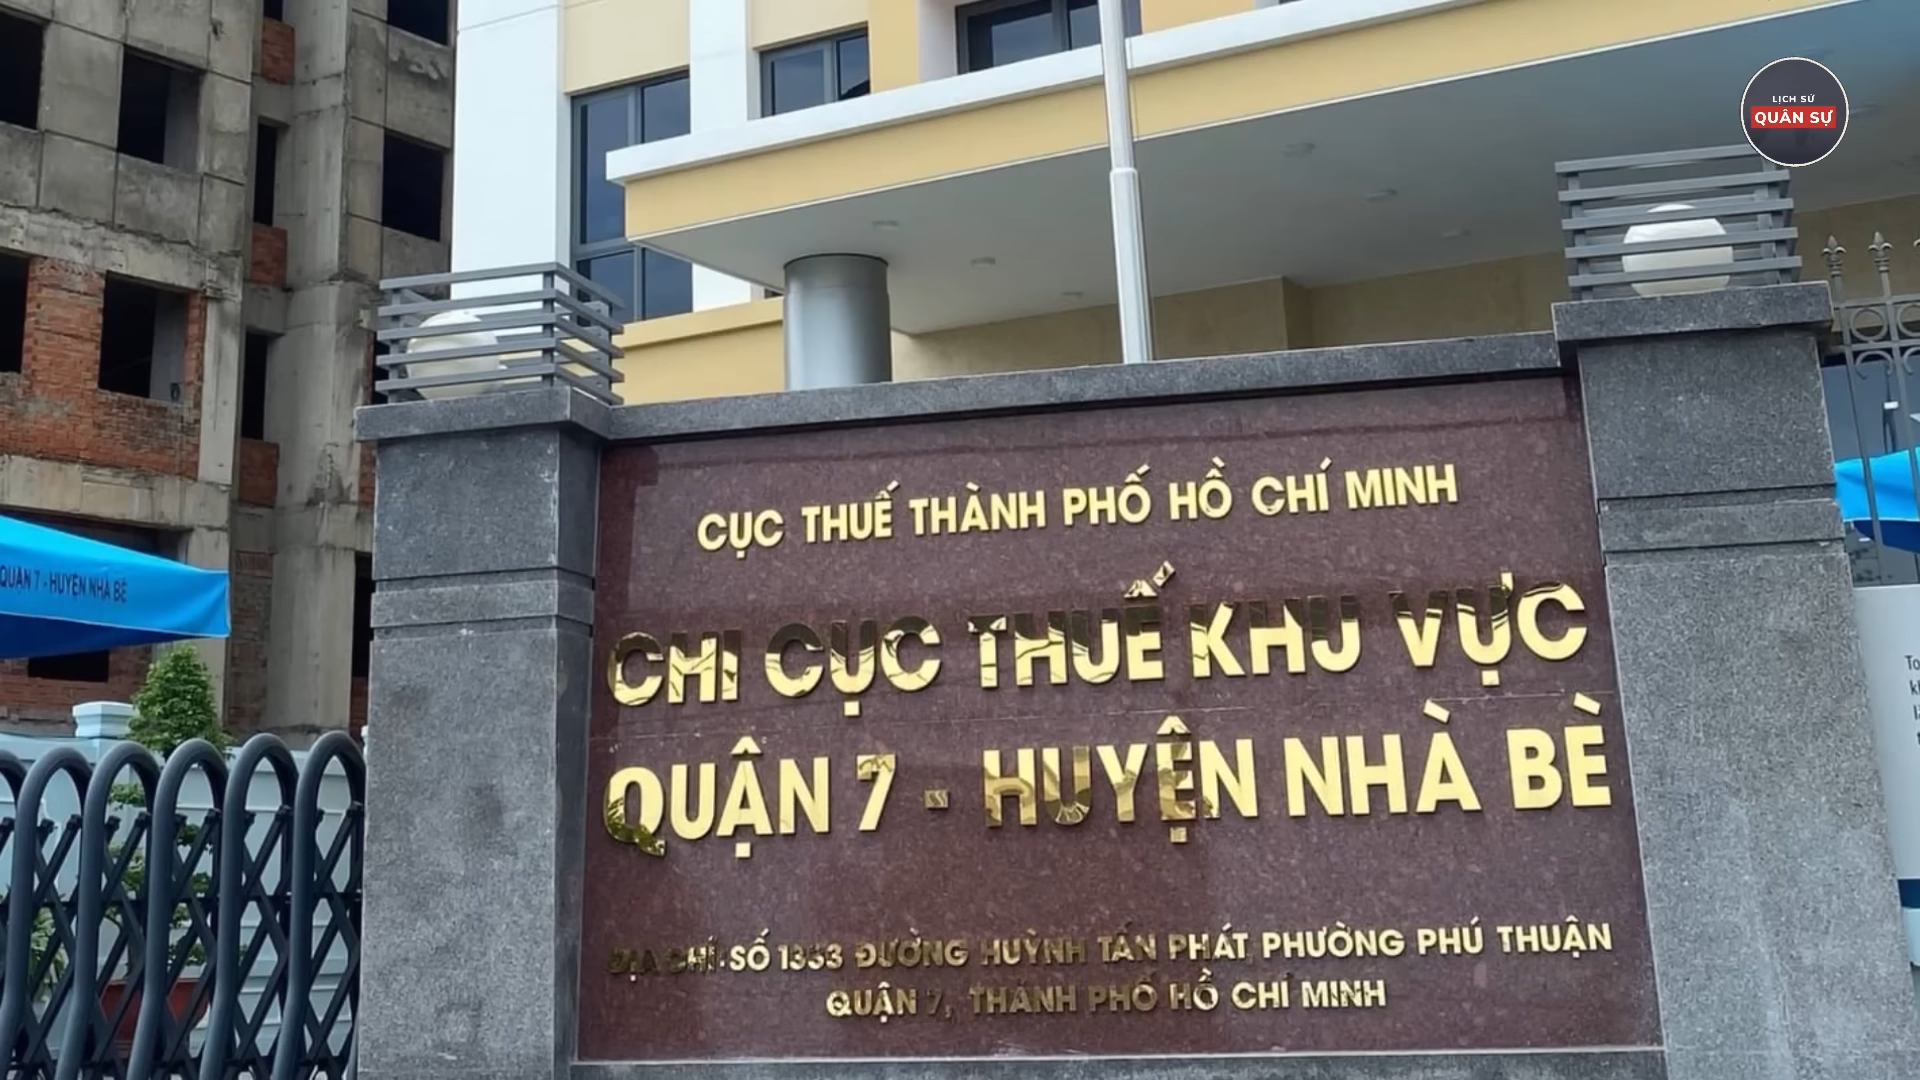 LỊCH SỬ
QUÂN SỰ
CỤC THUẾ THÀNH PHỐ HỒ CHÍ MINH
CHI CỤC THUẾ KHU VỰC
QUẬN 7 - HUYỆN NHÀ BÈ
ĐỊA CHỈ: SỐ 1353 ĐƯỜNG HUỲNH TẤN PHÁT, PHƯỜNG PHÚ THUẬN
QUẬN 7, THÀNH PHỐ HỒ CHÍ MINH
QUẬN 7 - HUYỆN NHÀ BÈ